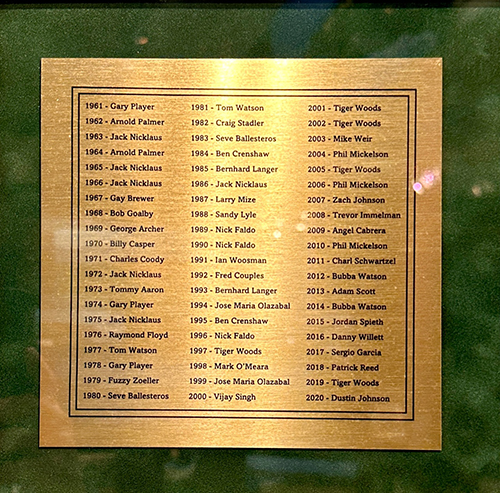 1961 - Gary Player
1962 - Arnold Palmer
1963 - Jack Nicklaus
1964 - Arnold Palmer
1965 - Jack Nicklaus
1966 - Jack Nicklaus
1967 - Gay Brewer
1968 - Bob Goalby
1969 - George Archer
1970 - Billy Casper
1971 - Charles Coody
1972 - Jack Nicklaus
1973 - Tommy Aaron
1974 - Gary Player
1975 - Jack Nicklaus
1976 - Raymond Floyd
1977 - Tom Watson
1978 - Gary Player
1979 - Fuzzy Zoeller
1980 - Seve Ballesteros
1981 - Tom Watson
1982 - Craig Stadler
1983 - Seve Ballesteros
1984 - Ben Crenshaw
1985 - Bernhard Langer
1986 - Jack Nicklaus
1987 - Larry Mize
1988 - Sandy Lyle
1989 - Nick Faldo
1990 - Nick Faldo
1991 - Ian Woosman
1992 - Fred Couples
1993 - Bernhard Langer
1994 - Jose Maria Olazabal
1995 - Ben Crenshaw
1996 - Nick Faldo
1997 - Tiger Woods
1998 - Mark O'Meara
1999 - Jose Maria Olazabal
2000 - Vijay Singh
2001 - Tiger Woods
2002 - Tiger Woods
2003 - Mike Weir
2004 - Phil Mickelson
2005 - Tiger Woods
2006 - Phil Mickelson
2007 - Zach Johnson
2008 - Trevor Immelman
2009 - Angel Cabrera
2010 - Phil Mickelson
2011 - Charl Schwartzel
2012 - Bubba Watson
2013 - Adam Scott
2014 - Bubba Watson
2015 - Jordan Spieth
2016 - Danny Willett
2017 - Sergio Garcia
2018 - Patrick Reed
2019 - Tiger Woods
2020 - Dustin Johnson